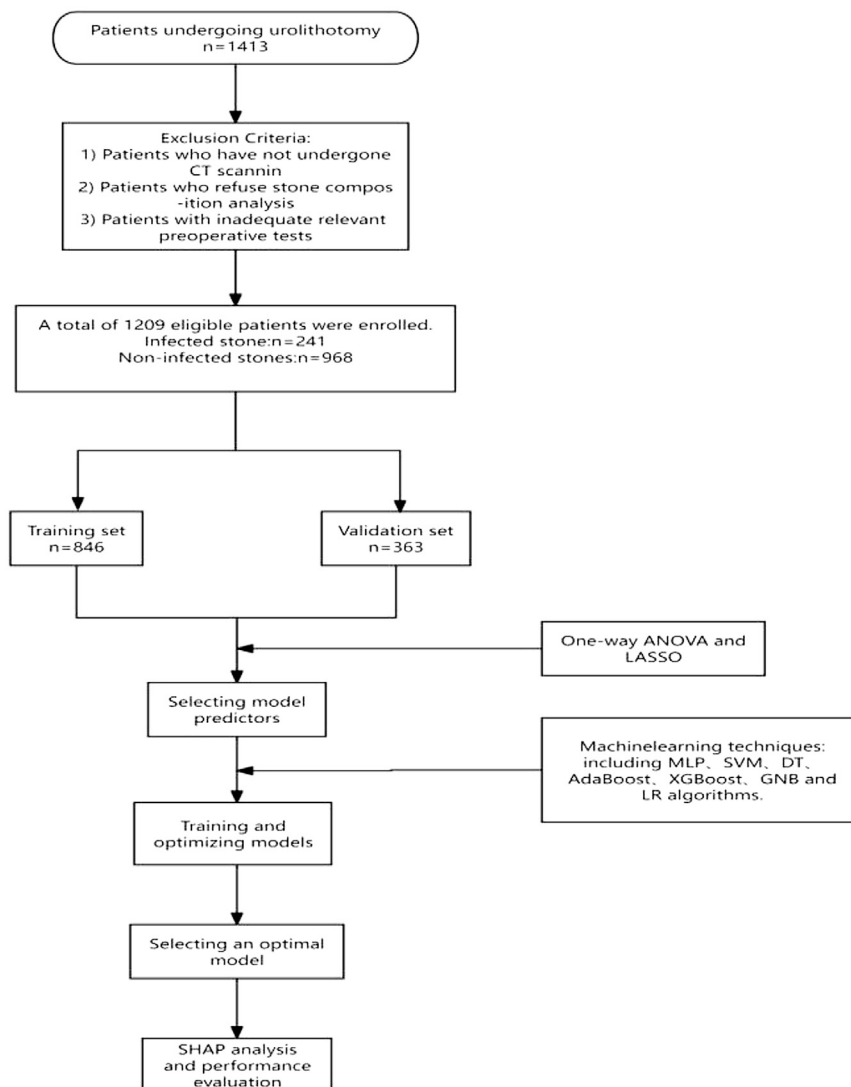 Patients undergoing urolithotomy
n=1413
Exclusion Criteria:
1) Patients who have not undergone
CT scannin
2) Patients who refuse stone compos
-ition analysis
3) Patients with inadequate relevant
preoperative tests
A total of 1209 eligible patients were enrolled.
Infected stone:n=241
Non-infected stones:n=968
Training set
n=846
Validation set
n=363
One-way ANOVA and
LASSO
Selecting model
predictors
Machinelearning techniques:
including MLP、SVM、DT、
AdaBoost、XGBoost、GNB and
LR algorithms.
Training and
optimizing models
Selecting an optimal
model
SHAP analysis
and performance
evaluation